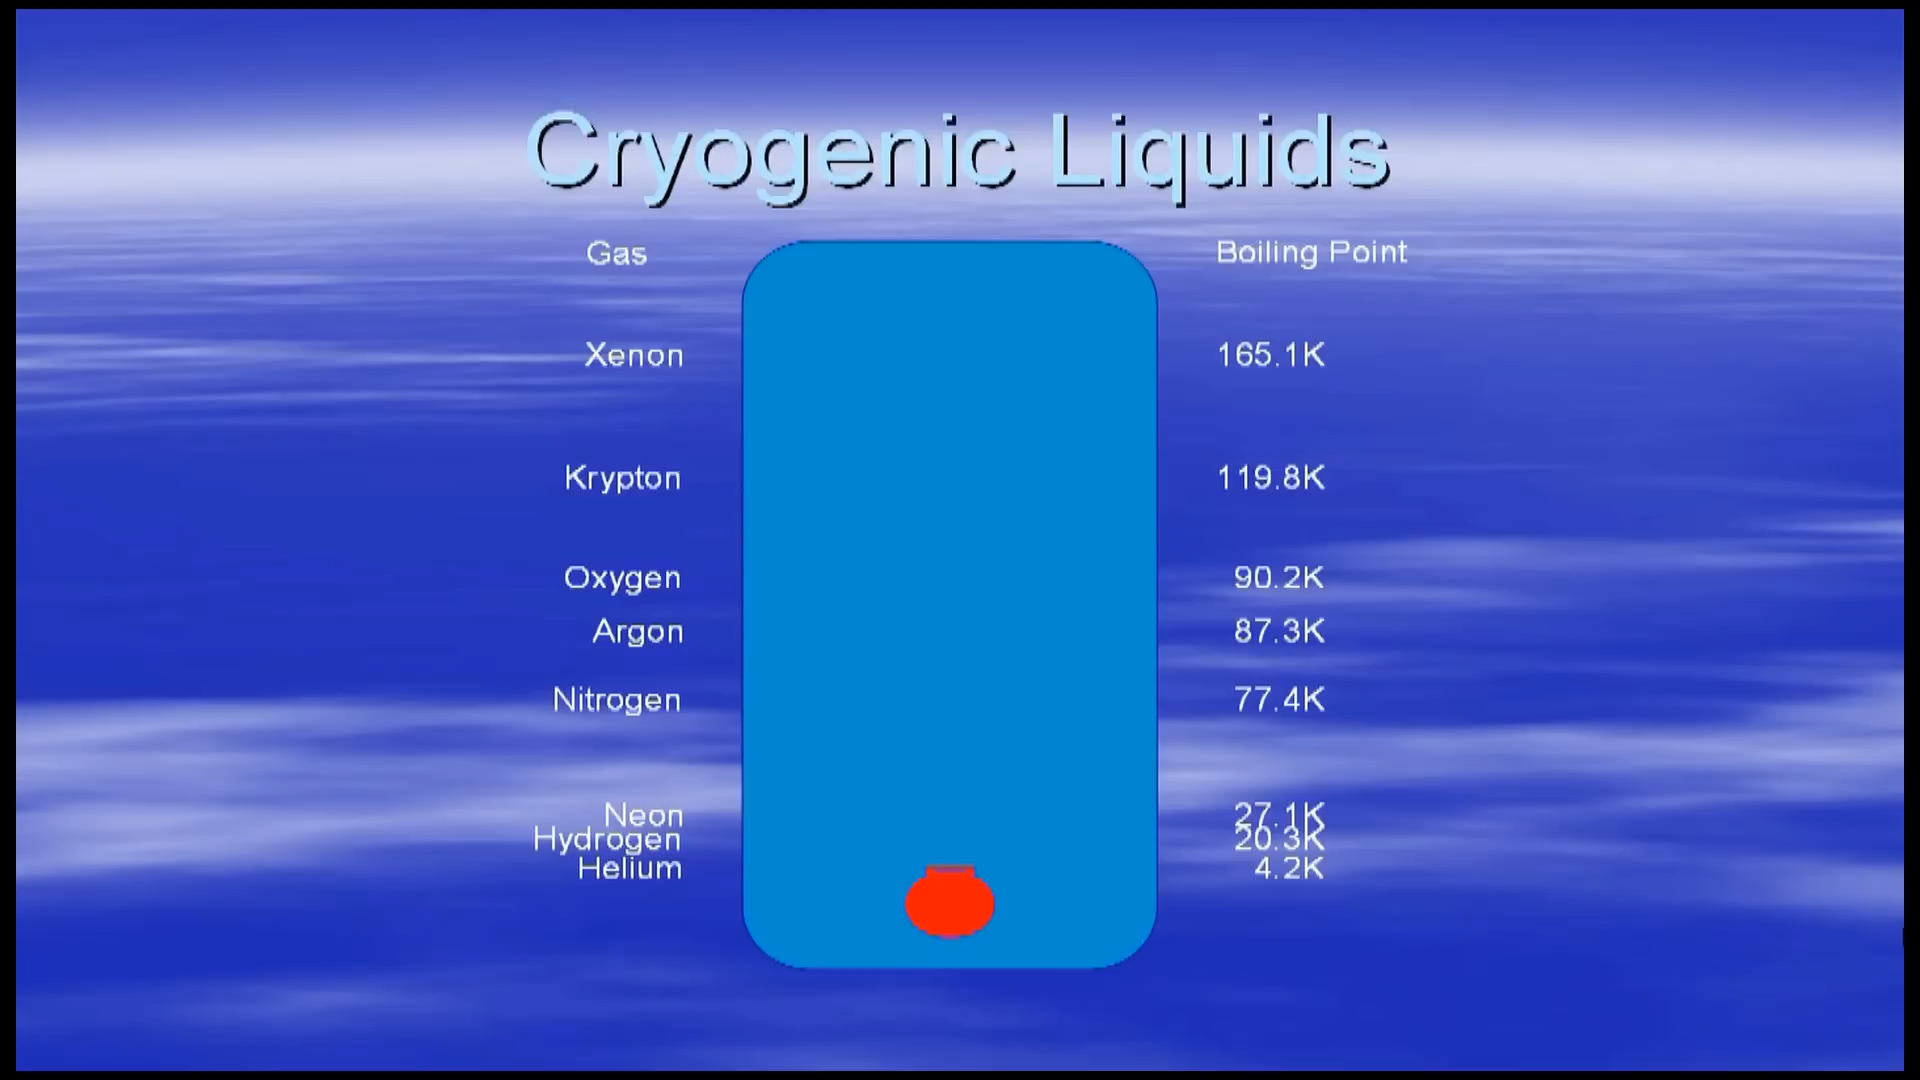 Cryogenic Liquids
Gas Boiling Point
Xenon 165.1K
Krypton 119.8K
Oxygen 90.2K
Argon 87.3K
Nitrogen 77.4K
Neon 27.1K
Hydrogen 20.3K
Helium 4.2K